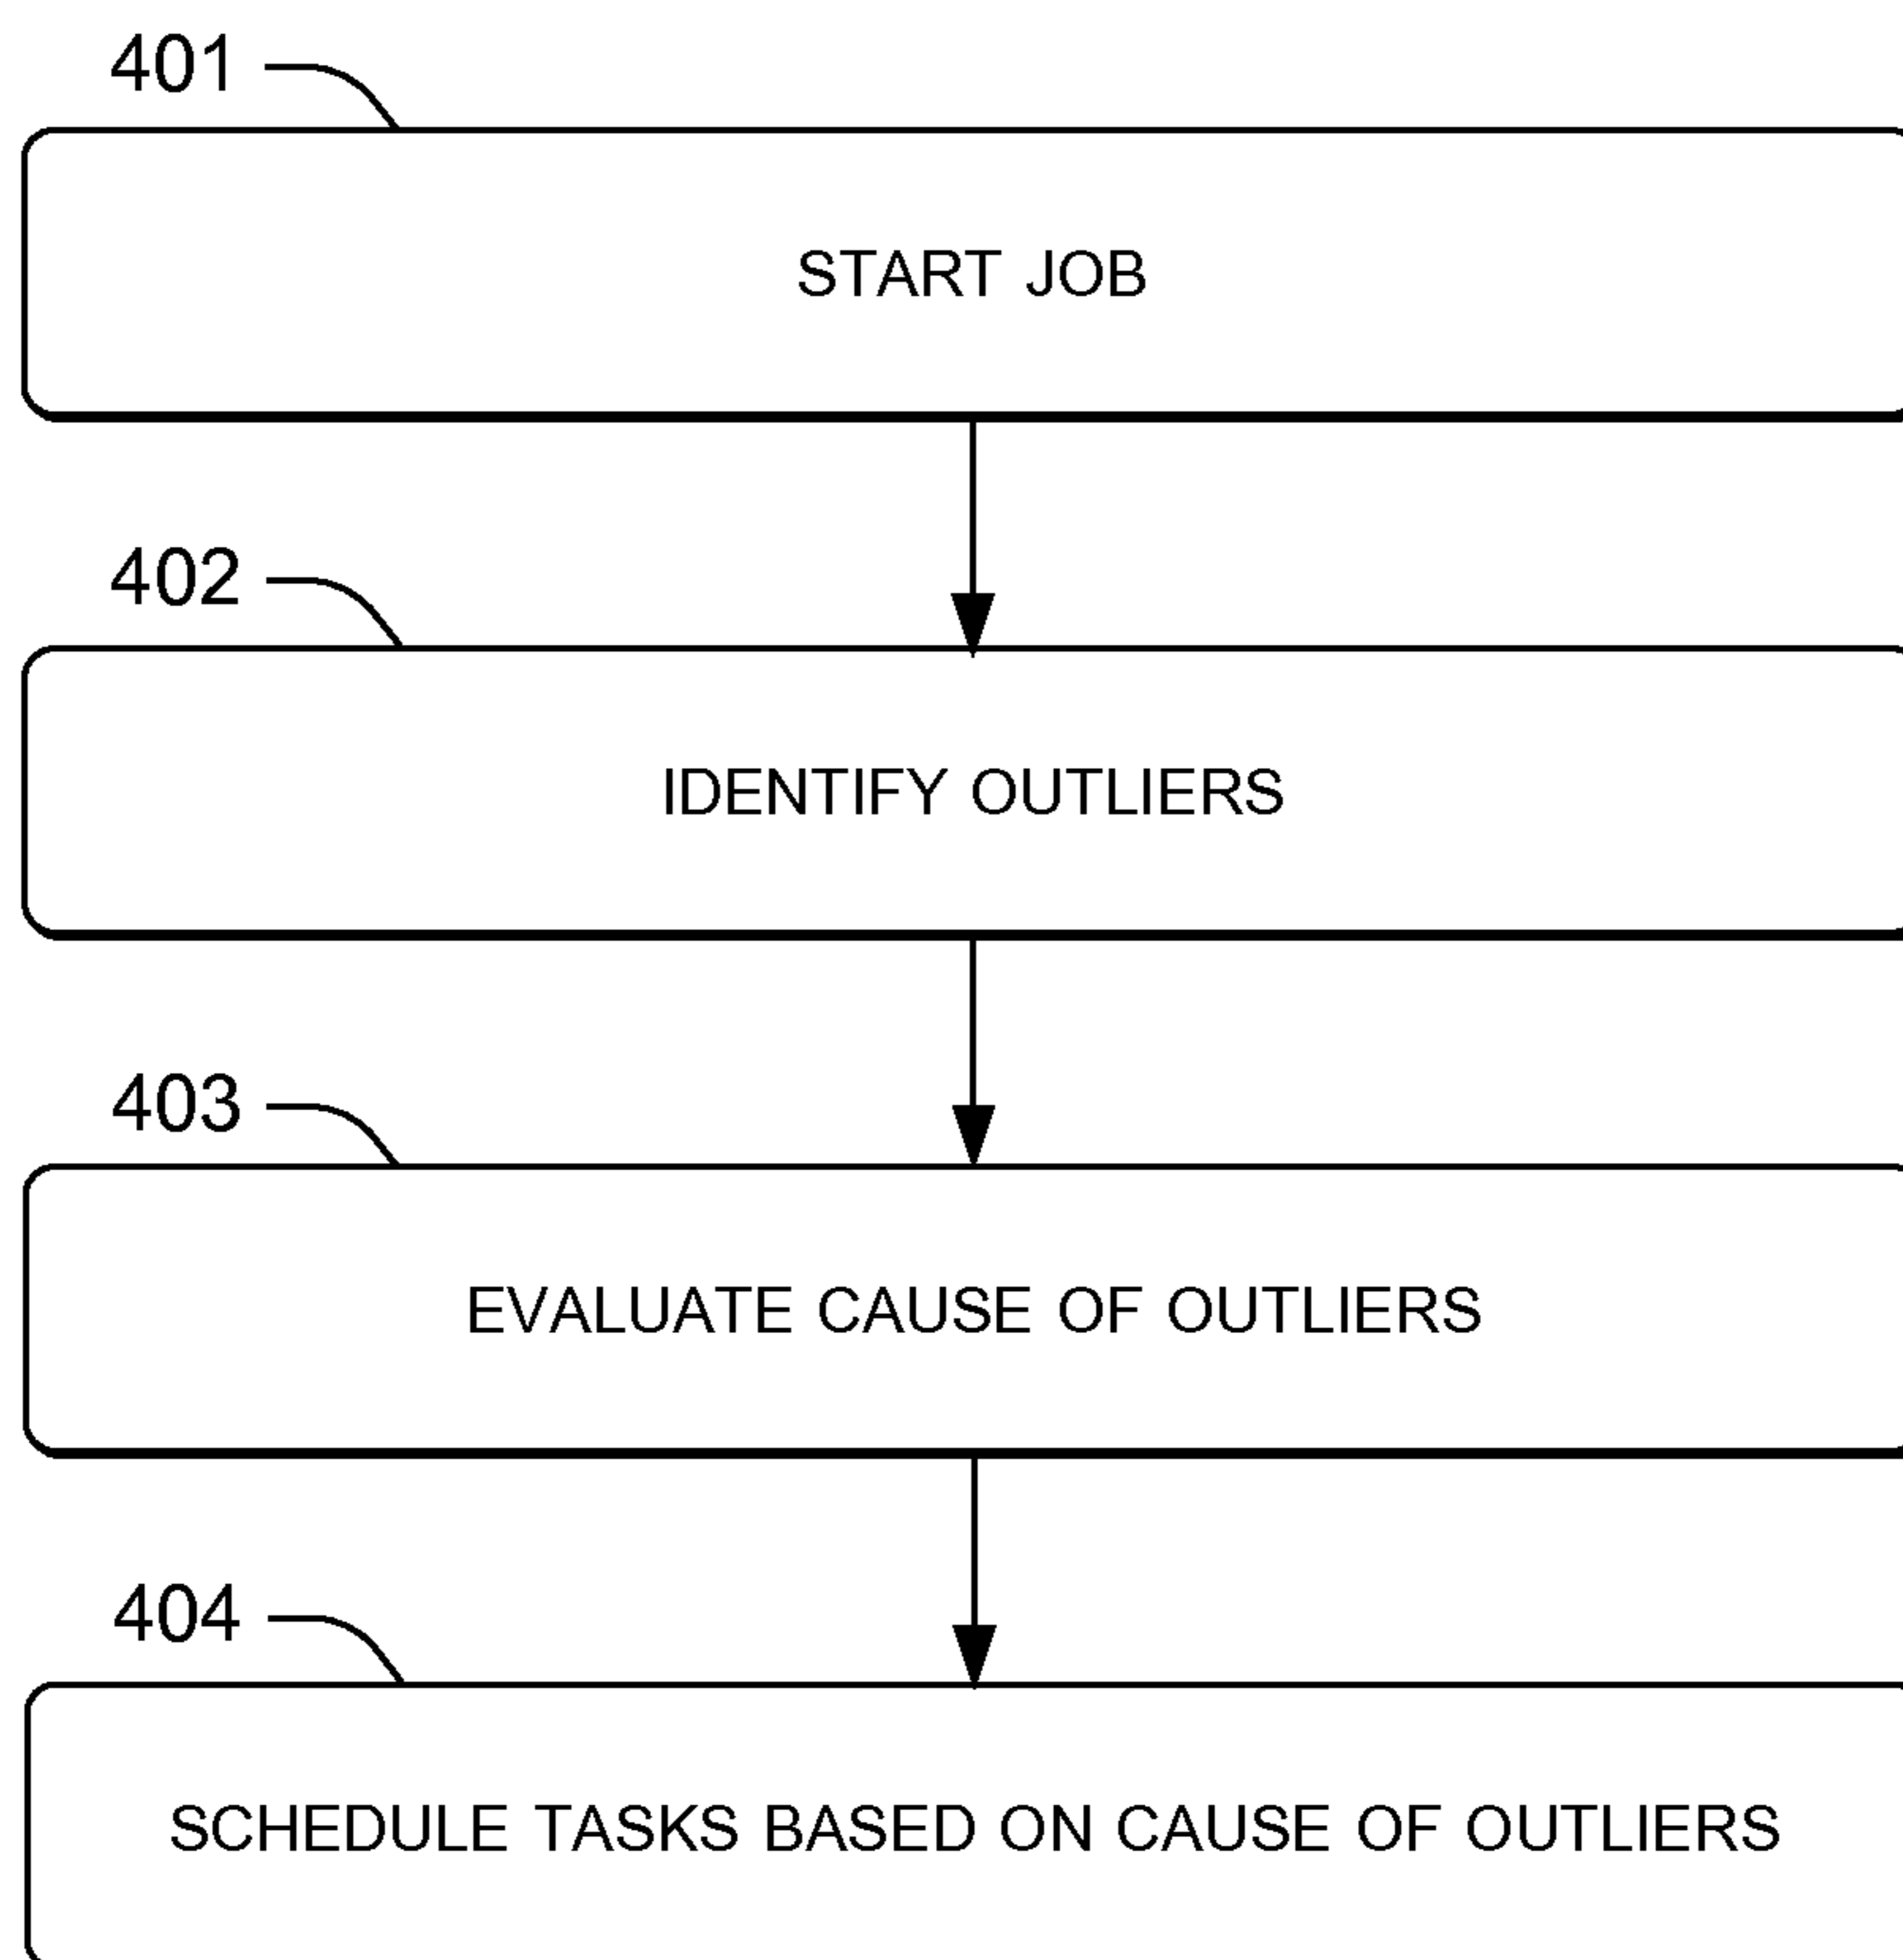 401
START JOB
402
IDENTIFY OUTLIERS
403
EVALUATE CAUSE OF OUTLIERS
404
SCHEDULE TASKS BASED ON CAUSE OF OUTLIERS